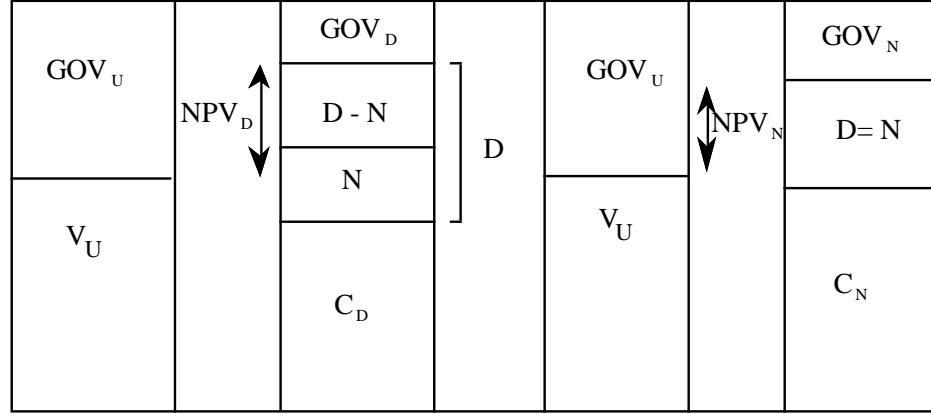 GOV_U
V_U
NPV_D
GOV_D
D - N
N
C_D
D
GOV_U
V_U
NPV_N
GOV_N
D= N
C_N